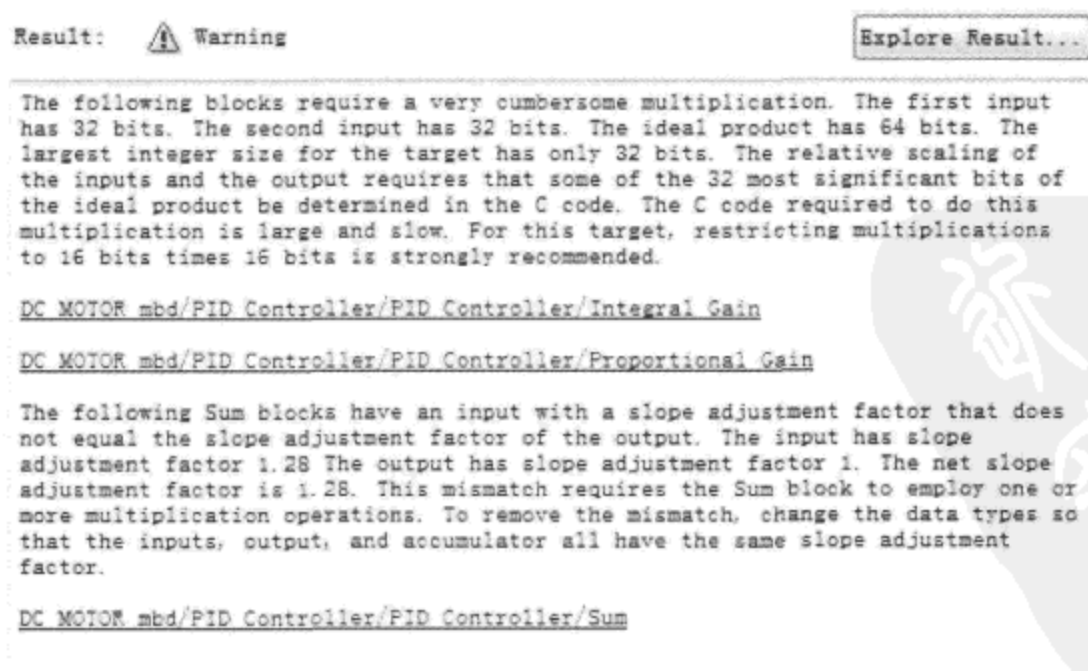 Result: Warning
Explore Result...
The following blocks require a very cumbersome multiplication. The first input
has 32 bits. The second input has 32 bits. The ideal product has 64 bits. The
largest integer size for the target has only 32 bits. The relative scaling of
the inputs and the output requires that some of the 32 most significant bits of
the ideal product be determined in the C code. The C code required to do this
multiplication is large and slow. For this target, restricting multiplications
to 16 bits times 16 bits is strongly recommended.
DC MOTOR mbd/PID Controller/PID Controller/Integral Gain
DC MOTOR mbd/PID Controller/PID Controller/Proportional Gain
The following Sum blocks have an input with a slope adjustment factor that does
not equal the slope adjustment factor of the output. The input has slope
adjustment factor 1.28 The output has slope adjustment factor 1. The net slope
adjustment factor is 1.28. This mismatch requires the Sum block to employ one or
more multiplication operations. To remove the mismatch, change the data types so
that the inputs, output, and accumulator all have the same slope adjustment
factor.
DC MOTOR mbd/PID Controller/PID Controller/Sum